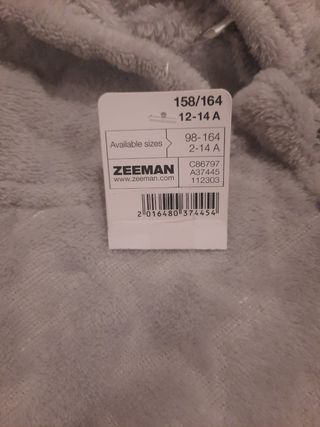 158/164
12-14 A
Available sizes
98-164
2-14 A
ZEEMAN
www.zeeman.com
C86797
A37445
112303
2 016480 374454